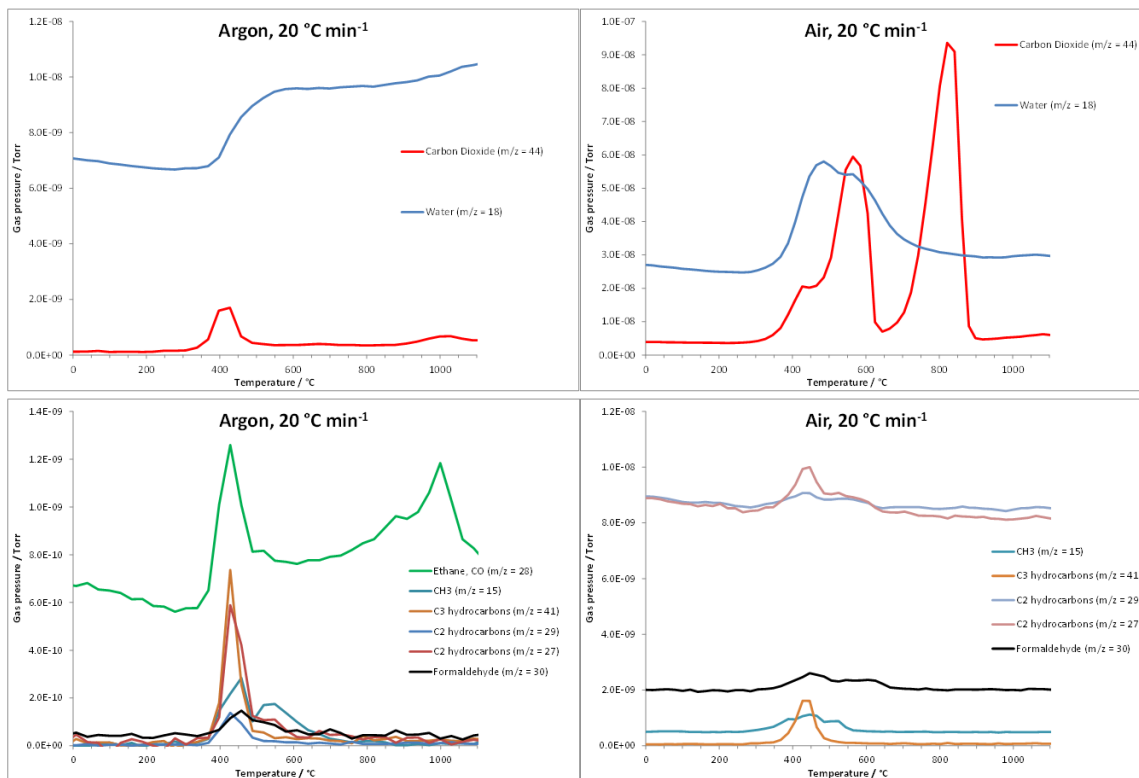 Argon, 20 °C min-1
1.2E-08
1.0E-08
8.0E-09
6.0E-09
4.0E-09
2.0E-09
0.0E+00
Gas pressure / Torr
Carbon Dioxide (m/z = 44)
Water (m/z = 18)
0 200 400 600 800 1000
Temperature / °C
Air, 20 °C min-1
1.0E-07
9.0E-08
8.0E-08
7.0E-08
6.0E-08
5.0E-08
4.0E-08
3.0E-08
2.0E-08
1.0E-08
0.0E+00
Gas pressure / Torr
Carbon Dioxide (m/z = 44)
Water (m/z = 18)
0 200 400 600 800 1000
Temperature / °C
Argon, 20 °C min-1
1.4E-09
1.2E-09
1.0E-09
8.0E-10
6.0E-10
4.0E-10
2.0E-10
0.0E+00
Gas pressure / Torr
Ethane, CO (m/z = 28)
CH3 (m/z = 15)
C3 hydrocarbons (m/z = 41)
C2 hydrocarbons (m/z = 29)
C2 hydrocarbons (m/z = 27)
Formaldehyde (m/z = 30)
0 200 400 600 800 1000
Temperature / °C
Air, 20 °C min-1
1.2E-08
1.0E-08
8.0E-09
6.0E-09
4.0E-09
2.0E-09
0.0E+00
Gas pressure / Torr
CH3 (m/z = 15)
C3 hydrocarbons (m/z = 41)
C2 hydrocarbons (m/z = 29)
C2 hydrocarbons (m/z = 27)
Formaldehyde (m/z = 30)
0 200 400 600 800 1000
Temperature / °C